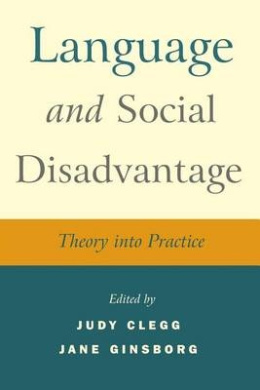 Language
and Social
Disadvantage
Theory into Practice
Edited by
JUDY CLEGG
JANE GINSBORG